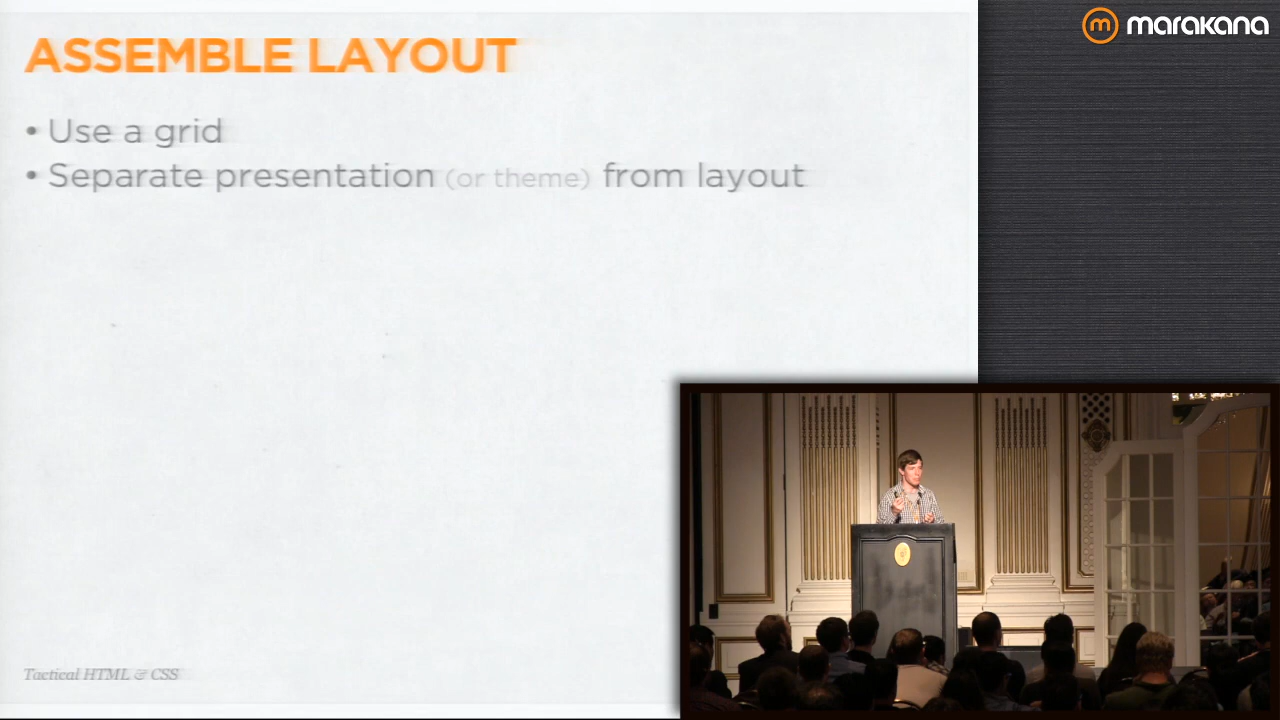 ASSEMBLE LAYOUT
• Use a grid
• Separate presentation (or theme) from layout
Tactical HTML & CSS
m marakana